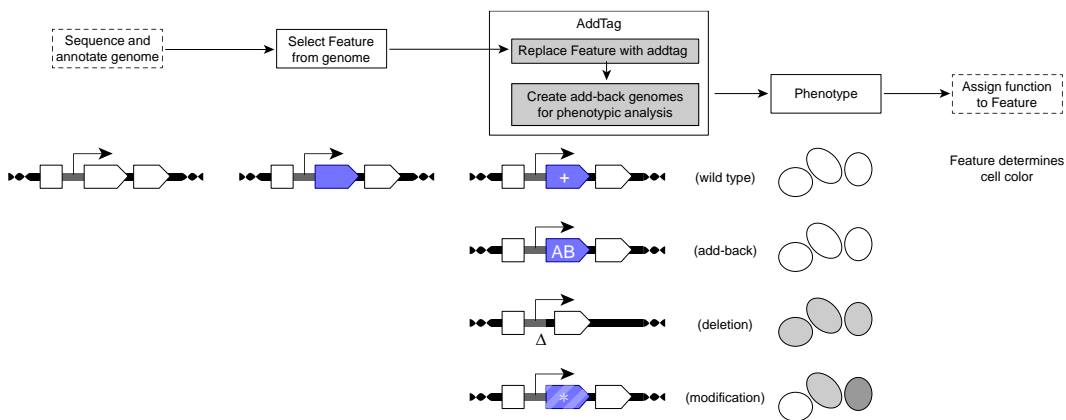 AddTag
Sequence and
annotate genome
Select Feature
from genome
Replace Feature with addtag
Create add-back genomes
for phenotypic analysis
Phenotype
Assign function
to Feature
+
(wild type)
Feature determines
cell color
AB
(add-back)
Δ
(deletion)
*
(modification)